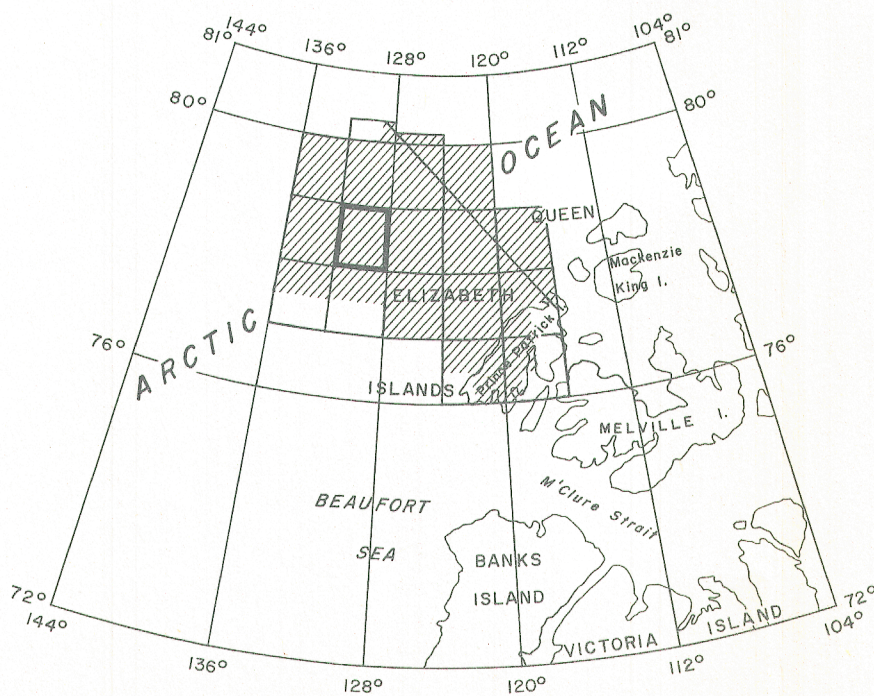 144°
81°
136°
128°
120°
112°
104°
81°
80°
80°
OCEAN
QUEEN
Mackenzie
King I.
ELIZABETH
Prince Patrick
I.
76°
76°
ARCTIC
ISLANDS
MELVILLE I.
M'Clure Strait
BEAUFORT
SEA
BANKS
ISLAND
VICTORIA ISLAND
72°
144°
136°
128°
120°
112°
72°
104°